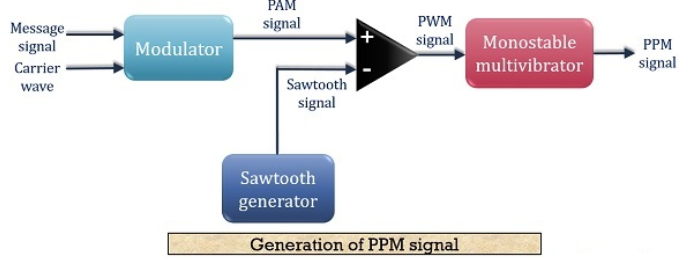 Message
signal
Carrier
wave
Modulator
PAM
signal
+
-
Sawtooth
signal
Sawtooth
generator
PWM
signal
Monostable
multivibrator
PPM
signal
Generation of PPM signal